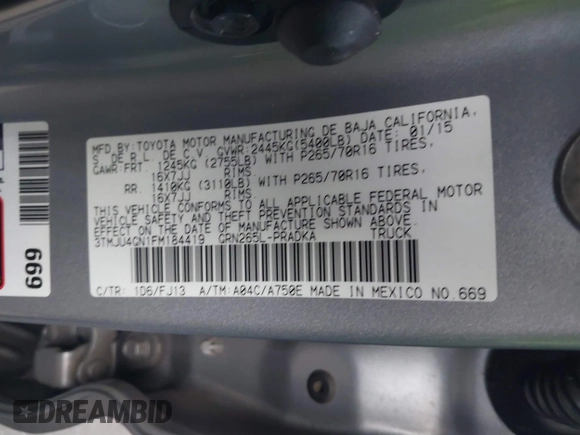 MFD.BY:TOYOTA MOTOR MANUFACTURING DE BAJA CALIFORNIA,
S. DE R.L. DE C.V. GVWR:2445KG(5400LB) DATE: 01/15
GAWR:FRT. 1245KG (2755LB) WITH P265/70R16 TIRES,
16X7JJ RIMS
RR. 1410KG (3110LB) WITH P265/70R16 TIRES,
16X7JJ RIMS
THIS VEHICLE CONFORMS TO ALL APPLICABLE FEDERAL MOTOR
VEHICLE SAFETY AND THEFT PREVENTION STANDARDS IN
EFFECT ON THE DATE OF MANUFACTURE SHOWN ABOVE.
3TMJU4GN1FM184419 GRN265L-PRADKA TRUCK
C/TR: 1D6/FJ13 A/TM:A04C/A750E MADE IN MEXICO NO.669
699
DREAMBID